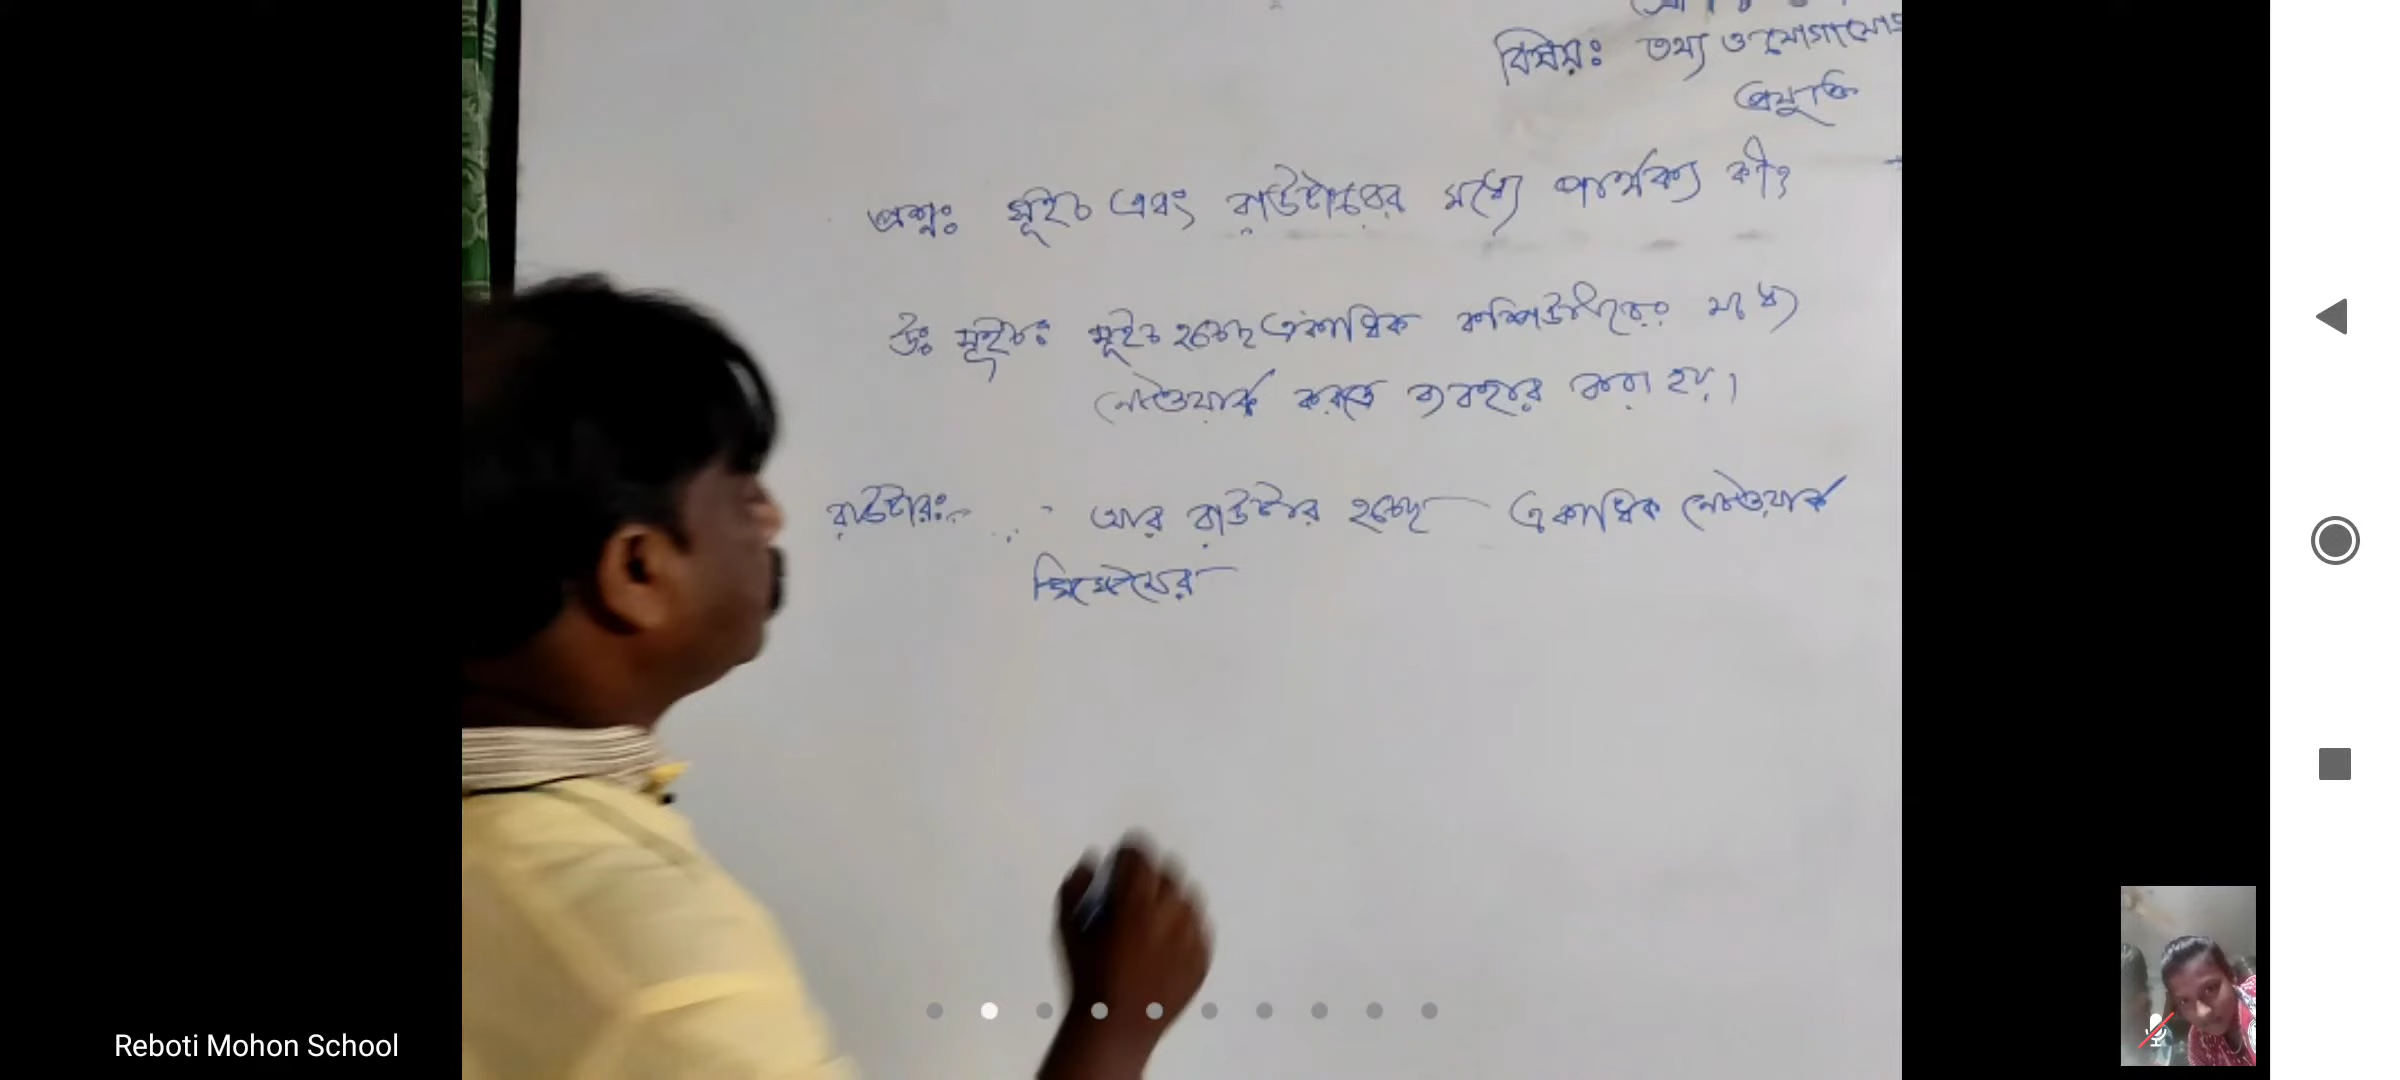 বিষয়ঃ তথ্য ও যোগাযোগ
প্রযুক্তি
প্রশ্নঃ সুইচ এবং রাউটারের মধ্যে পার্থক্য কী?
উঃ সুইচঃ সুইচ হচ্ছে একাধিক কম্পিউটারের মধ্যে
নেটওয়ার্ক করতে ব্যবহার করা হয়।
রাউটারঃ আর রাউটার হচ্ছে একাধিক নেটওয়ার্ক
Reboti Mohon School